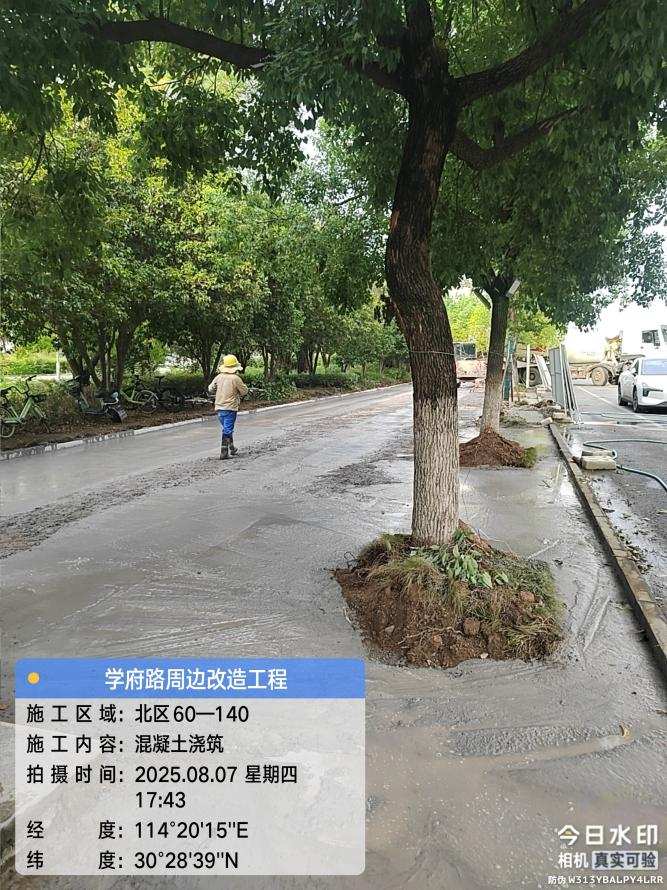 学府路周边改造工程
施工区域：北区60—140
施工内容：混凝土浇筑
拍摄时间：2025.08.07 星期四
17:43
经度：114°20'15"E
纬度：30°28'39"N
今日水印
相机 真实可验
防伪 W313YBALPY4LRR